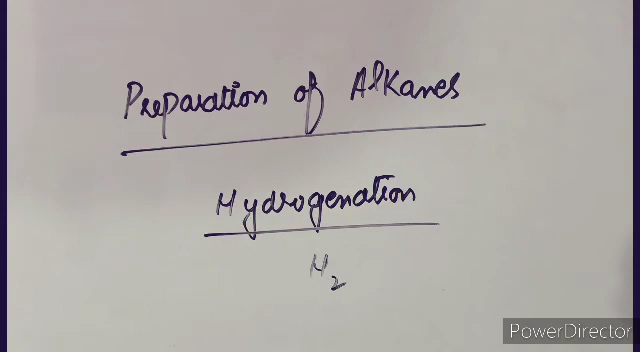 Preparation of Alkanes
Hydrogenation
H2
PowerDirector